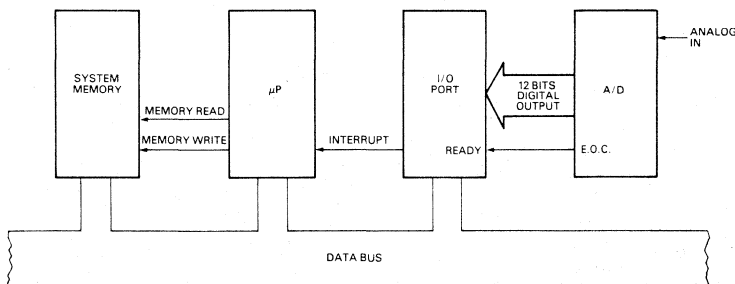 SYSTEM
MEMORY
MEMORY READ
MEMORY WRITE
μP
INTERRUPT
I/O
PORT
READY
12 BITS
DIGITAL
OUTPUT
A/D
E.O.C.
ANALOG
IN
DATA BUS